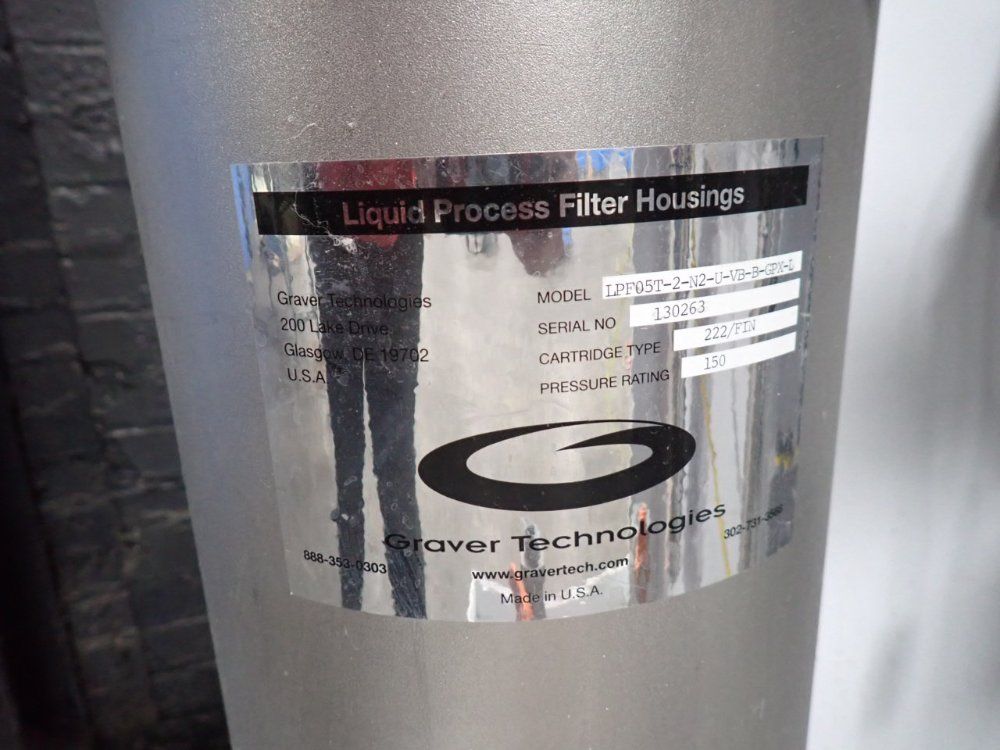 Liquid Process Filter Housings
Graver Technologies
200 Lake Drive
Glasgow, DE 19702
U.S.A.
MODEL LPF05T-2-N2-U-VB-B-GPX-L
SERIAL NO 130263
CARTRIDGE TYPE 222/FIN
PRESSURE RATING 150
Graver Technologies
888-353-0303
302-731-3568
www.gravertech.com
Made in U.S.A.